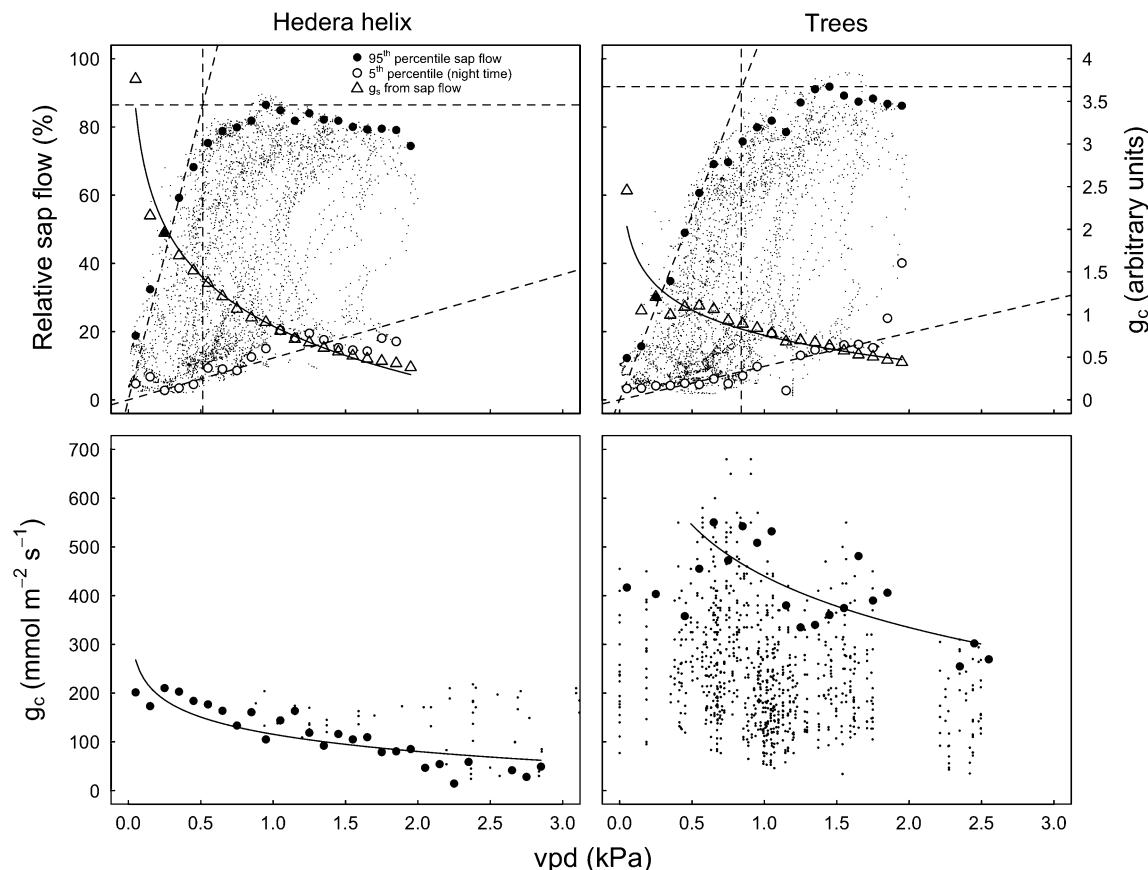 Hedera helix
Trees
95th percentile sap flow
5th percentile (night time)
gs from sap flow
Relative sap flow (%)
100
80
60
40
20
0
4
3.5
3
2.5
2
1.5
1
0.5
0
gc (arbitrary units)
gc (mmol m−2 s−1)
700
600
500
400
300
200
100
0
0.0 0.5 1.0 1.5 2.0 2.5 3.0
0.0 0.5 1.0 1.5 2.0 2.5 3.0
vpd (kPa)